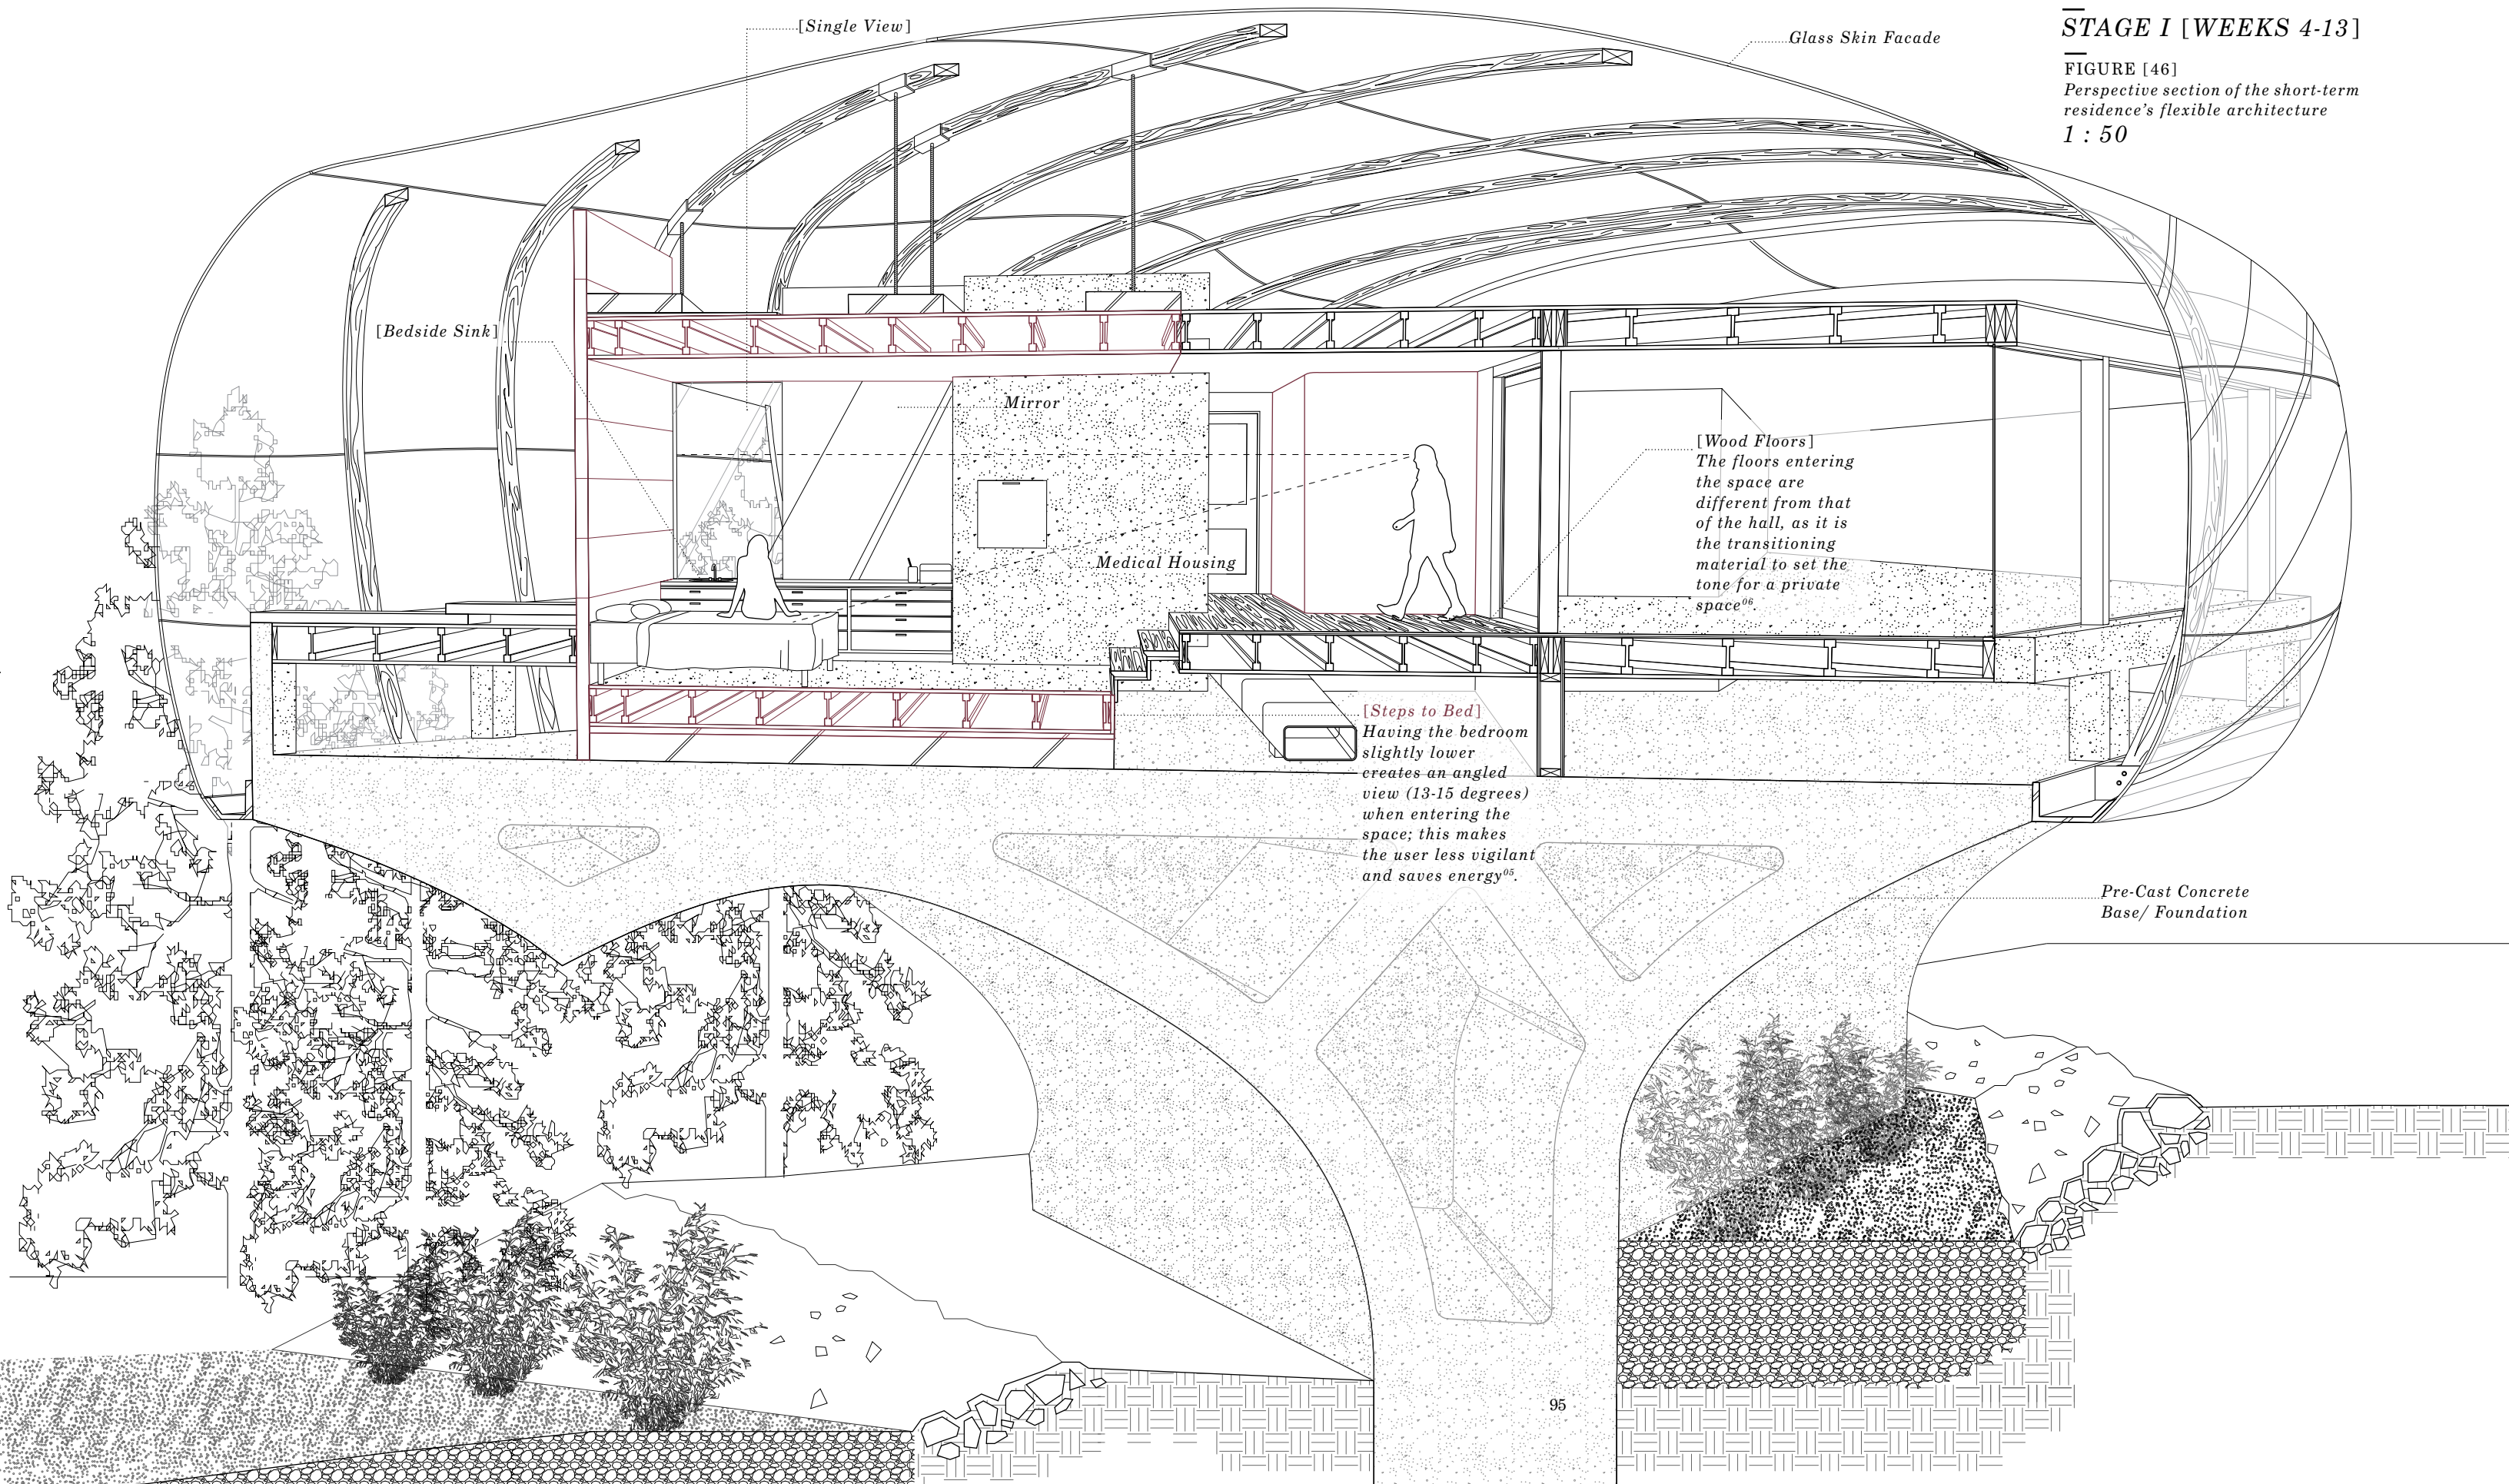 [Single View]
Glass Skin Facade
STAGE I [WEEKS 4-13]
FIGURE [46]
Perspective section of the short-term
residence's flexible architecture
1 : 50
[Bedside Sink]
Mirror
[Wood Floors]
The floors entering
the space are
different from that
of the hall, as it is
the transitioning
material to set the
tone for a private
space06.
Medical Housing
[Steps to Bed]
Having the bedroom
slightly lower
creates an angled
view (13-15 degrees)
when entering the
space; this makes
the user less vigilant
and saves energy05.
Pre-Cast Concrete
Base/ Foundation
95